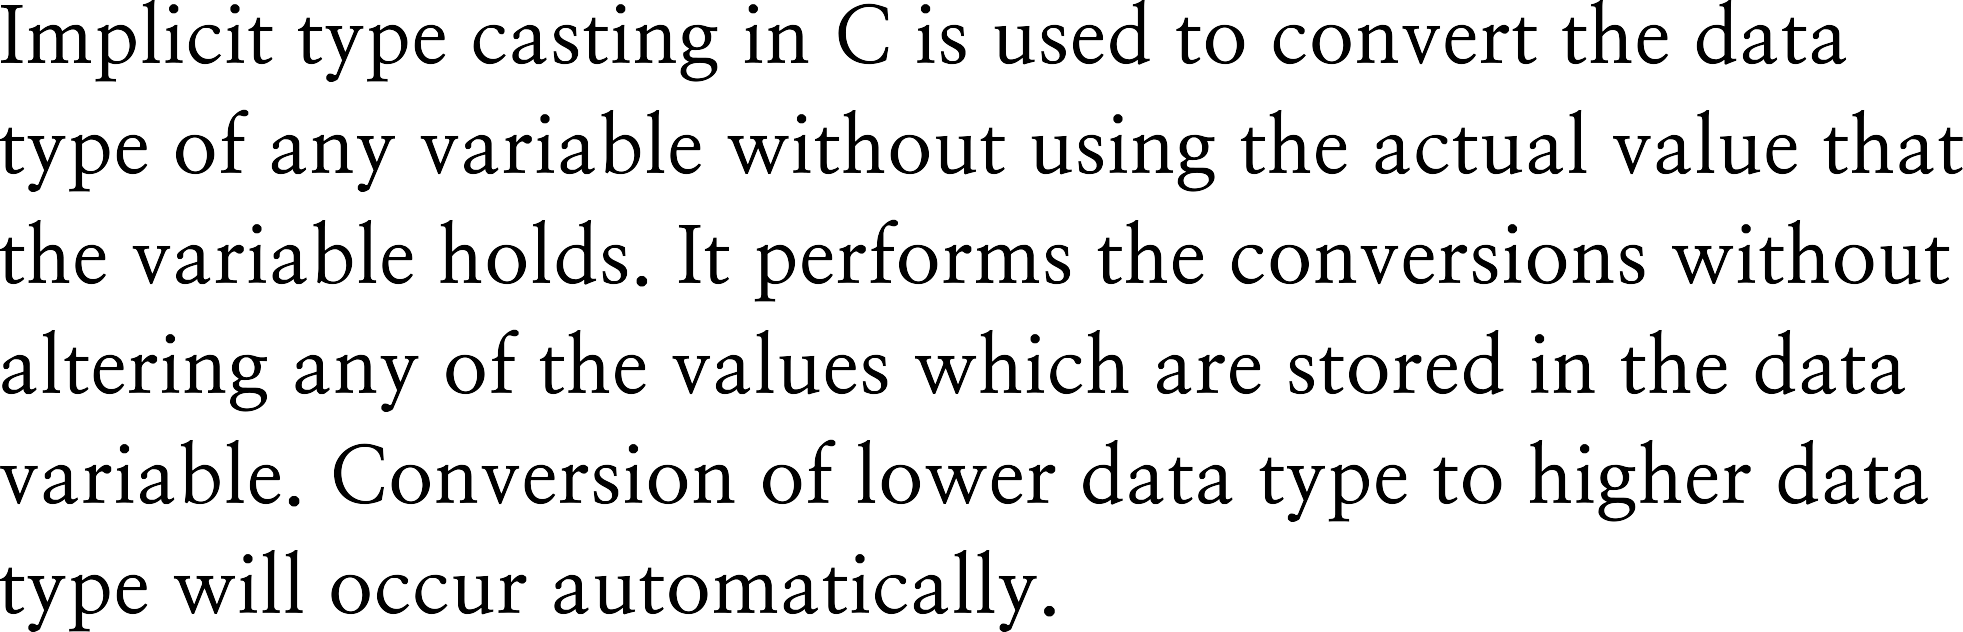 Implicit type casting in C is used to convert the data
type of any variable without using the actual value that
the variable holds. It performs the conversions without
altering any of the values which are stored in the data
variable. Conversion of lower data type to higher data
type will occur automatically.